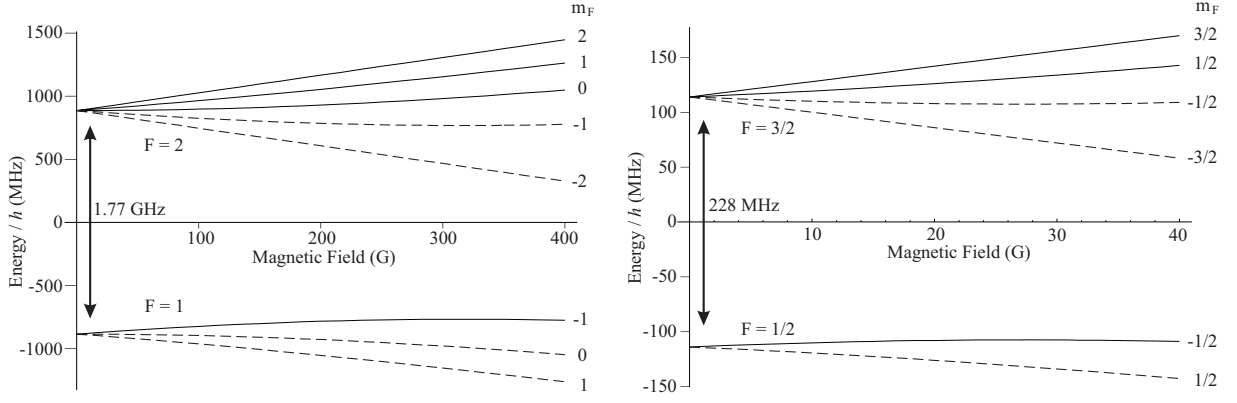 m_F
1500
2
1
1000
0
-1
F = 2
500
-2
1.77 GHz
0
100
200
300
400
Magnetic Field (G)
Energy / h (MHz)
-500
F = 1
-1
-1000
0
1
m_F
3/2
150
1/2
100
-1/2
F = 3/2
50
-3/2
228 MHz
0
10
20
30
40
Magnetic Field (G)
Energy / h (MHz)
-50
-100
F = 1/2
-1/2
1/2
-150